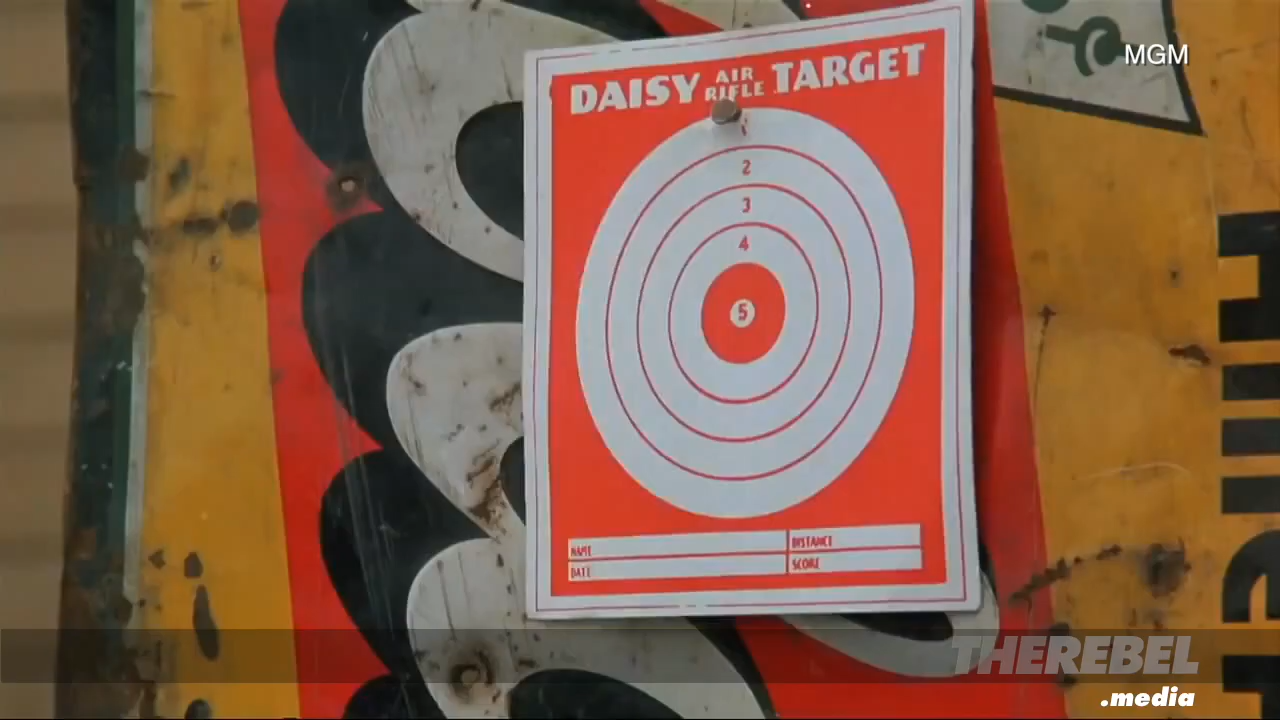 MGM
DAISY AIR RIFLE TARGET
1
2
3
4
5
NAME
DISTANCE
DATE
SCORE
THEREBEL
.media